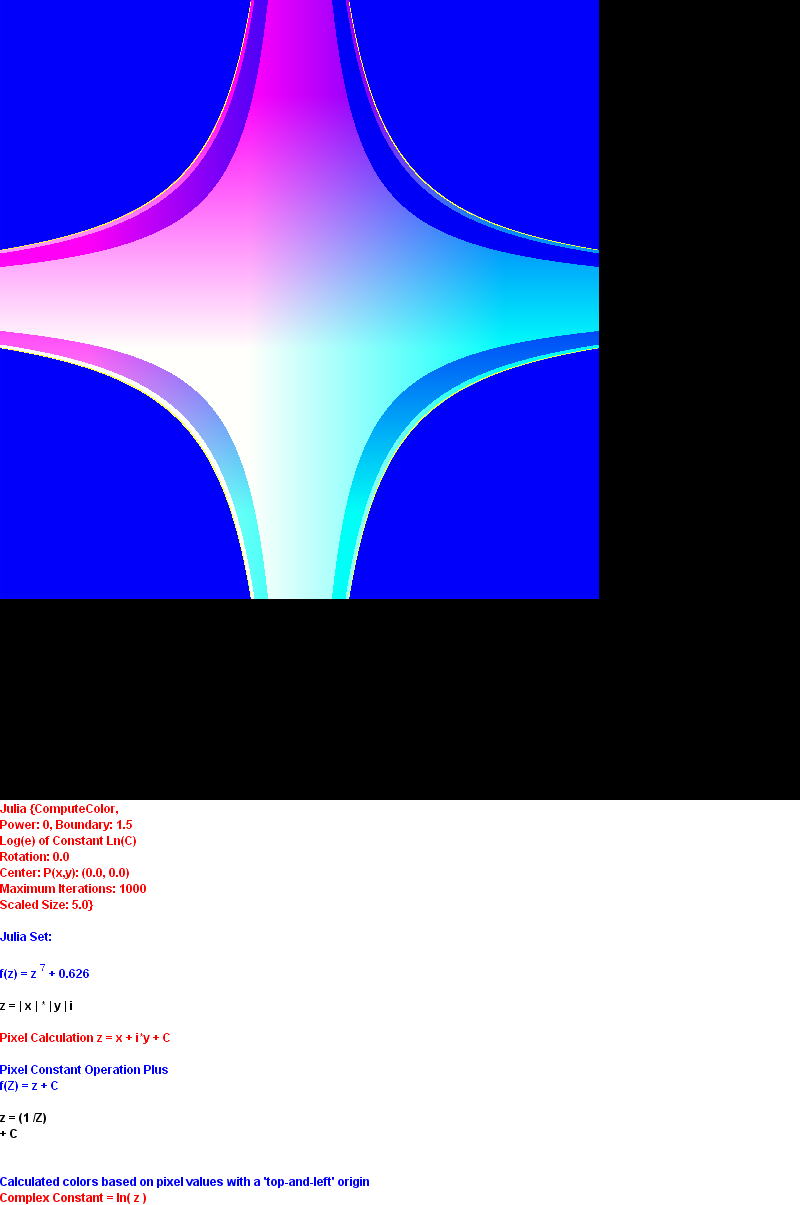 Julia {ComputeColor,
Power: 0, Boundary: 1.5
Log(e) of Constant Ln(C)
Rotation: 0.0
Center: P(x,y): (0.0, 0.0)
Maximum Iterations: 1000
Scaled Size: 5.0}
Julia Set:
f(z) = z ⁷ + 0.626
z = | x | * | y | i
Pixel Calculation z = x + i*y + C
Pixel Constant Operation Plus
f(Z) = z + C
z = (1 /Z)
+ C
Calculated colors based on pixel values with a 'top-and-left' origin
Complex Constant = ln( z )